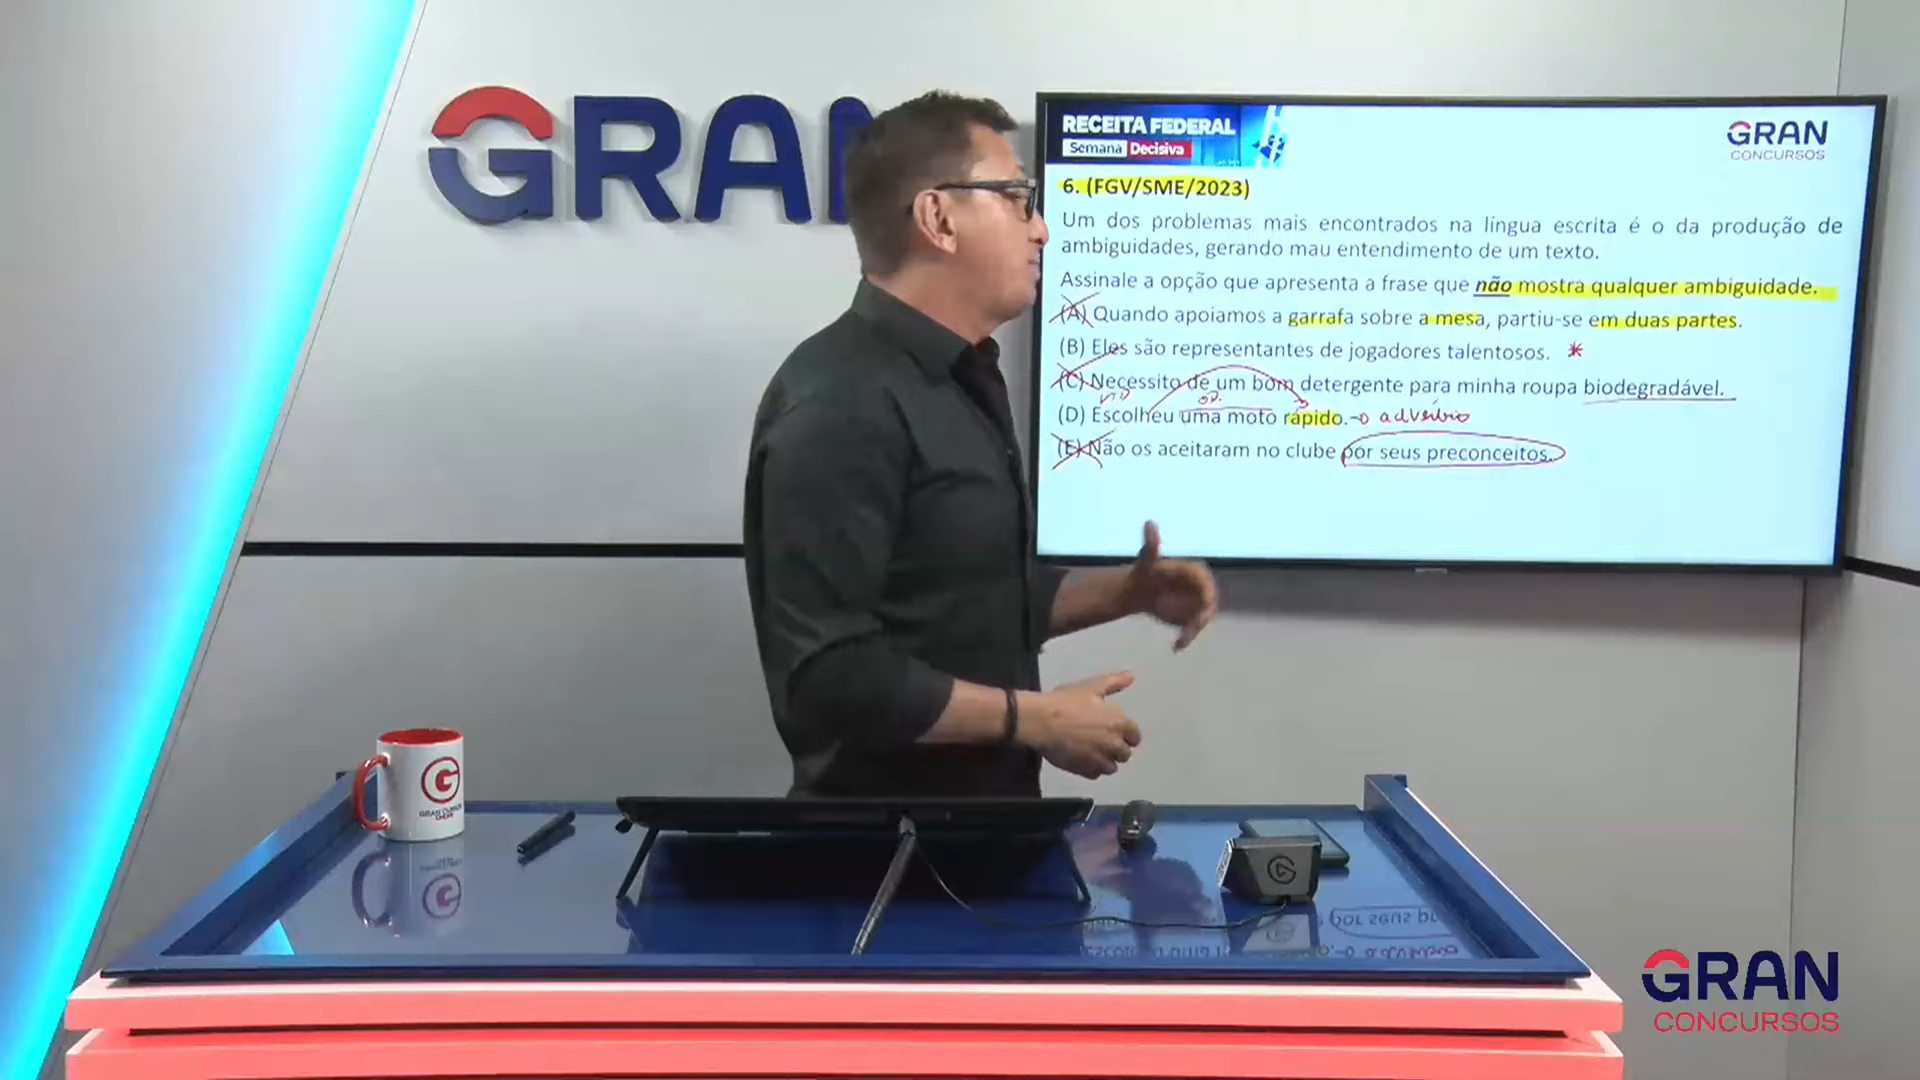 GRAN
RECEITA FEDERAL
Semana Decisiva
GRAN
CONCURSOS
6. (FGV/SME/2023)
Um dos problemas mais encontrados na língua escrita é o da produção de
ambiguidades, gerando mau entendimento de um texto.
Assinale a opção que apresenta a frase que não mostra qualquer ambiguidade.
(A) Quando apoiamos a garrafa sobre a mesa, partiu-se em duas partes.
(B) Eles são representantes de jogadores talentosos. *
(C) Necessito de um bom detergente para minha roupa biodegradável.
(D) Escolheu uma moto rápido. → advérbio
(E) Não os aceitaram no clube por seus preconceitos.
G
GRAN
CONCURSOS